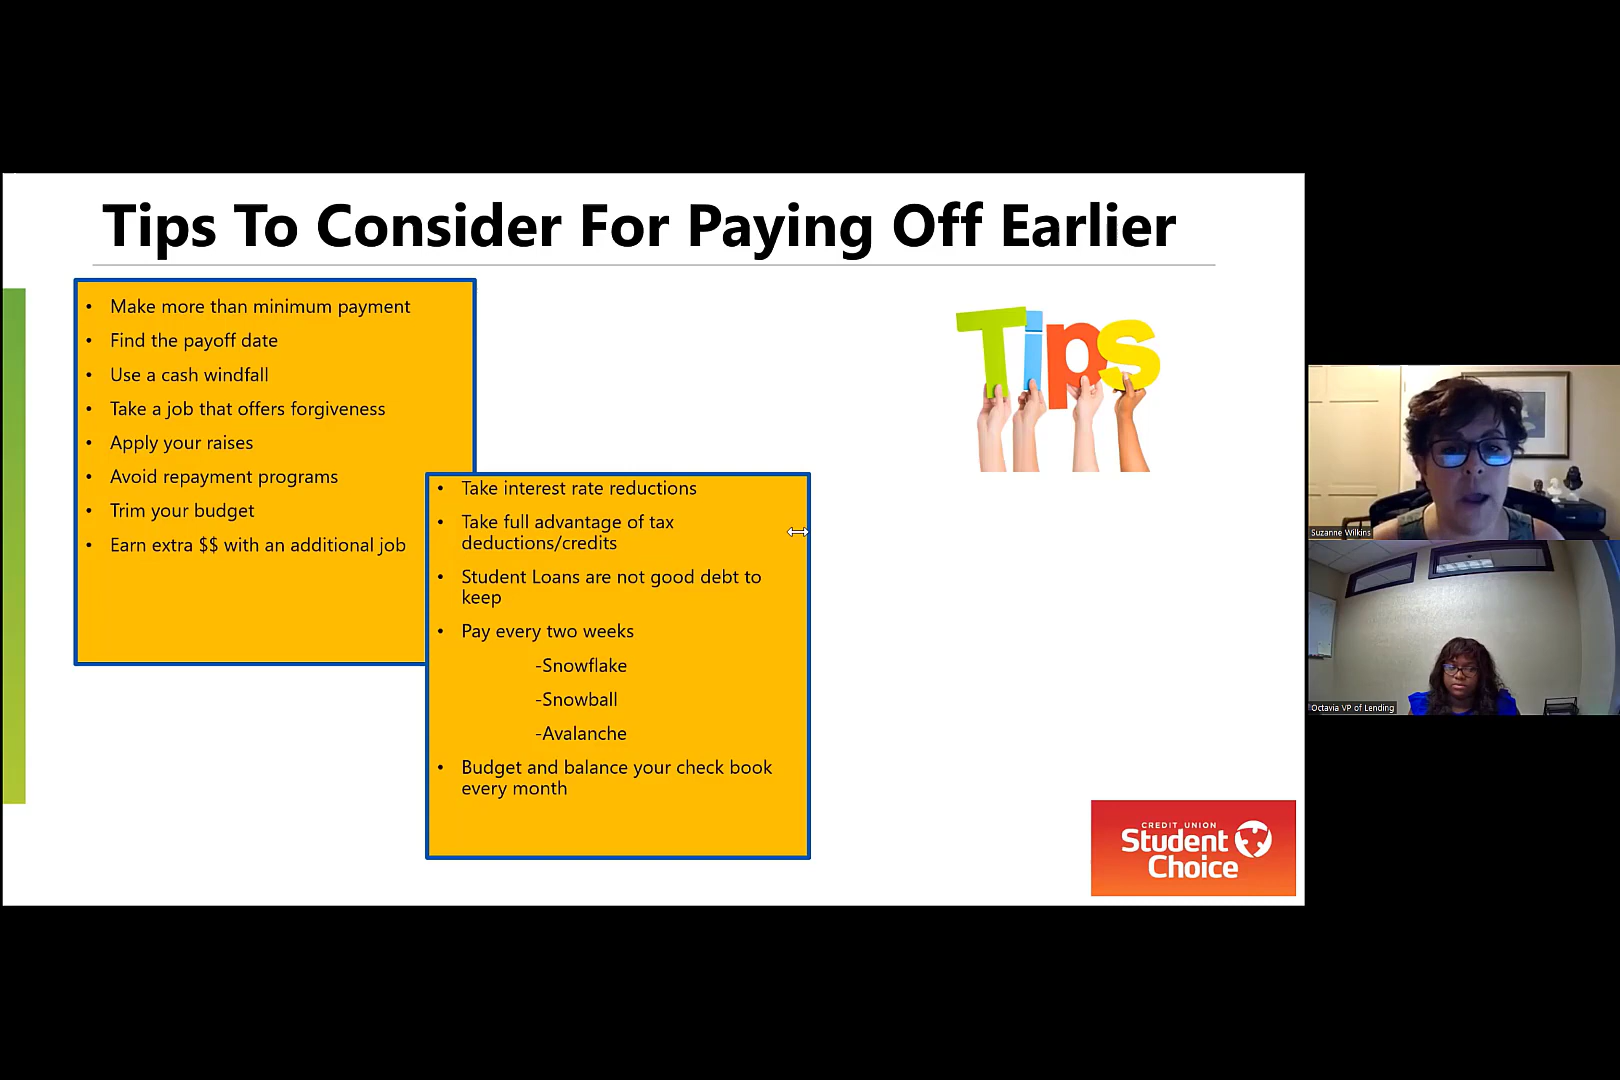 Tips To Consider For Paying Off Earlier
• Make more than minimum payment
• Find the payoff date
• Use a cash windfall
• Take a job that offers forgiveness
• Apply your raises
• Avoid repayment programs
• Trim your budget
• Earn extra $$ with an additional job
• Take interest rate reductions
• Take full advantage of tax
deductions/credits
• Student Loans are not good debt to
keep
• Pay every two weeks
-Snowflake
-Snowball
-Avalanche
• Budget and balance your check book
every month
Tips
CREDIT UNION
Student
Choice
Suzanne Wilkins
Octavia VP of Lending